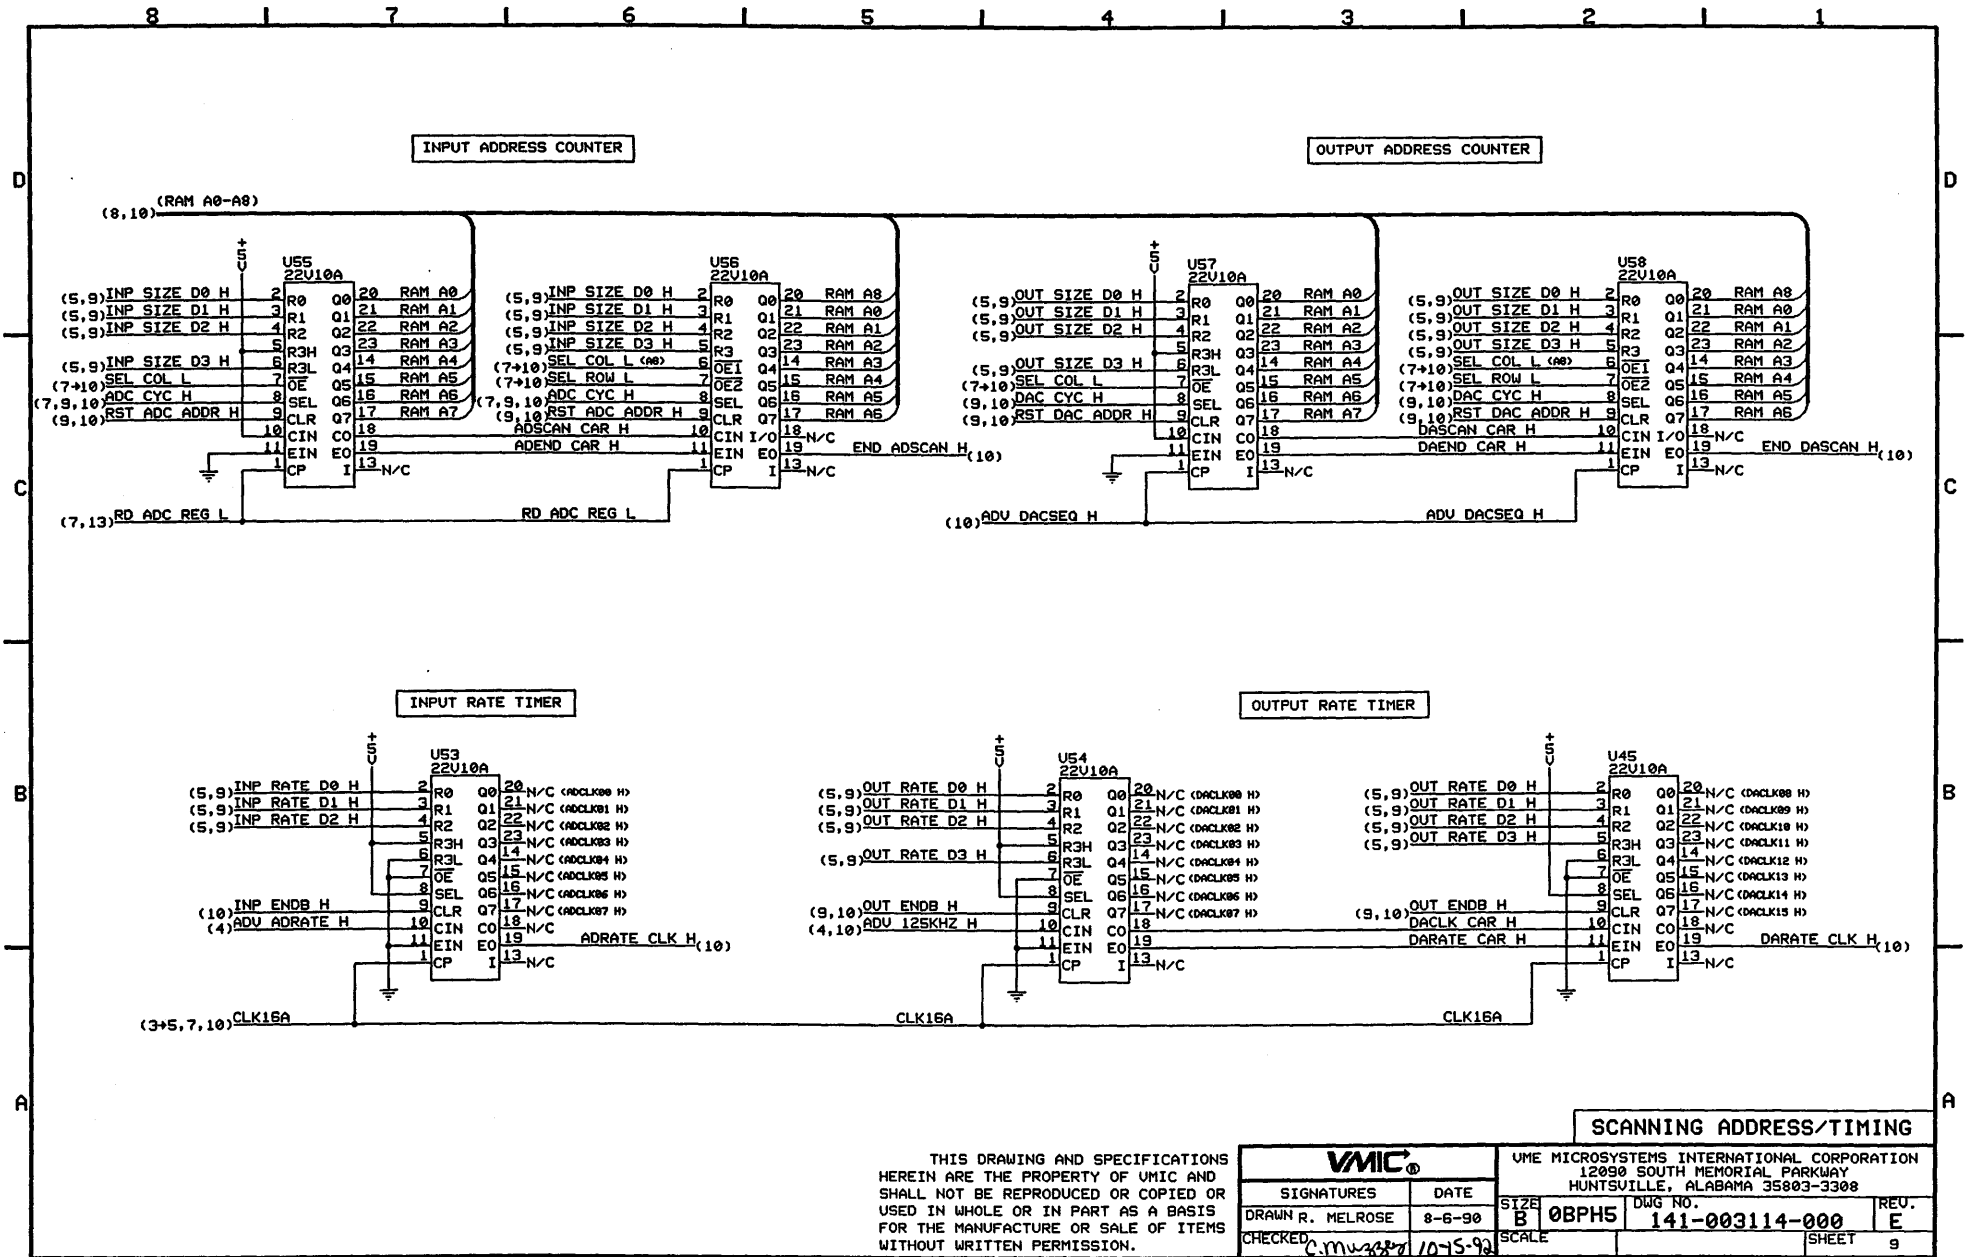 8 7 6 5 4 3 2 1
INPUT ADDRESS COUNTER
OUTPUT ADDRESS COUNTER
D D
(8,10) (RAM A0-A8)
+5V
U55
22V10A
(5,9) INP SIZE D0 H 2 R0 Q0 20 RAM A0
(5,9) INP SIZE D1 H 3 R1 Q1 21 RAM A1
(5,9) INP SIZE D2 H 4 R2 Q2 22 RAM A2
5 R3H Q3 23 RAM A3
(5,9) INP SIZE D3 H 6 R3L Q4 14 RAM A4
(7→10) SEL COL L 7 OE Q5 15 RAM A5
(7,9,10) ADC CYC H 8 SEL Q6 16 RAM A6
(9,10) RST ADC ADDR H 9 CLR Q7 17 RAM A7
10 CIN CO 18 ADSCAN CAR H
11 EIN EO 19 ADEND CAR H
1 CP I 13 N/C
(7,13) RD ADC REG L
RD ADC REG L
U56
22V10A
(5,9) INP SIZE D0 H 2 R0 Q0 20 RAM A8
(5,9) INP SIZE D1 H 3 R1 Q1 21 RAM A0
(5,9) INP SIZE D2 H 4 R2 Q2 22 RAM A1
(5,9) INP SIZE D3 H 5 R3 Q3 23 RAM A2
(7→10) SEL COL L (A8) 6 OE1 Q4 14 RAM A3
(7→10) SEL ROW L 7 OE2 Q5 15 RAM A4
(7,9,10) ADC CYC H 8 SEL Q6 16 RAM A5
(9,10) RST ADC ADDR H 9 CLR Q7 17 RAM A6
10 CIN I/O 18 N/C
11 EIN EO 19 END ADSCAN H (10)
1 CP I 13 N/C
+5V
U57
22V10A
(5,9) OUT SIZE D0 H 2 R0 Q0 20 RAM A0
(5,9) OUT SIZE D1 H 3 R1 Q1 21 RAM A1
(5,9) OUT SIZE D2 H 4 R2 Q2 22 RAM A2
5 R3H Q3 23 RAM A3
(5,9) OUT SIZE D3 H 6 R3L Q4 14 RAM A4
(7→10) SEL COL L 7 OE Q5 15 RAM A5
(9,10) DAC CYC H 8 SEL Q6 16 RAM A6
(9,10) RST DAC ADDR H 9 CLR Q7 17 RAM A7
10 CIN CO 18 DASCAN CAR H
11 EIN EO 19 DAEND CAR H
1 CP I 13 N/C
(10) ADV DACSEQ H
ADV DACSEQ H
U58
22V10A
(5,9) OUT SIZE D0 H 2 R0 Q0 20 RAM A8
(5,9) OUT SIZE D1 H 3 R1 Q1 21 RAM A0
(5,9) OUT SIZE D2 H 4 R2 Q2 22 RAM A1
(5,9) OUT SIZE D3 H 5 R3 Q3 23 RAM A2
(7→10) SEL COL L (A8) 6 OE1 Q4 14 RAM A3
(7→10) SEL ROW L 7 OE2 Q5 15 RAM A4
(9,10) DAC CYC H 8 SEL Q6 16 RAM A5
(9,10) RST DAC ADDR H 9 CLR Q7 17 RAM A6
10 CIN I/O 18 N/C
11 EIN EO 19 END DASCAN H (10)
1 CP I 13 N/C
C C
INPUT RATE TIMER
OUTPUT RATE TIMER
+5V
U53
22V10A
(5,9) INP RATE D0 H 2 R0 Q0 20 N/C (ADCLK00 H)
(5,9) INP RATE D1 H 3 R1 Q1 21 N/C (ADCLK01 H)
(5,9) INP RATE D2 H 4 R2 Q2 22 N/C (ADCLK02 H)
5 R3H Q3 23 N/C (ADCLK03 H)
6 R3L Q4 14 N/C (ADCLK04 H)
7 OE Q5 15 N/C (ADCLK05 H)
8 SEL Q6 16 N/C (ADCLK06 H)
(10) INP ENDB H 9 CLR Q7 17 N/C (ADCLK07 H)
(4) ADV ADRATE H 10 CIN CO 18 N/C
11 EIN EO 19 ADRATE CLK H (10)
1 CP I 13 N/C
(3→5,7,10) CLK16A
+5V
U54
22V10A
(5,9) OUT RATE D0 H 2 R0 Q0 20 N/C (DACLK00 H)
(5,9) OUT RATE D1 H 3 R1 Q1 21 N/C (DACLK01 H)
(5,9) OUT RATE D2 H 4 R2 Q2 22 N/C (DACLK02 H)
5 R3H Q3 23 N/C (DACLK03 H)
(5,9) OUT RATE D3 H 6 R3L Q4 14 N/C (DACLK04 H)
7 OE Q5 15 N/C (DACLK05 H)
8 SEL Q6 16 N/C (DACLK06 H)
(9,10) OUT ENDB H 9 CLR Q7 17 N/C (DACLK07 H)
(4,10) ADV 125KHZ H 10 CIN CO 18 DACLK CAR H
11 EIN EO 19 DARATE CAR H
1 CP I 13 N/C
CLK16A
+5V
U45
22V10A
(5,9) OUT RATE D0 H 2 R0 Q0 20 N/C (DACLK08 H)
(5,9) OUT RATE D1 H 3 R1 Q1 21 N/C (DACLK09 H)
(5,9) OUT RATE D2 H 4 R2 Q2 22 N/C (DACLK10 H)
(5,9) OUT RATE D3 H 5 R3H Q3 23 N/C (DACLK11 H)
6 R3L Q4 14 N/C (DACLK12 H)
7 OE Q5 15 N/C (DACLK13 H)
8 SEL Q6 16 N/C (DACLK14 H)
(9,10) OUT ENDB H 9 CLR Q7 17 N/C (DACLK15 H)
10 CIN CO 18 N/C
11 EIN EO 19 DARATE CLK H (10)
1 CP I 13 N/C
CLK16A
B B
A A
SCANNING ADDRESS/TIMING
THIS DRAWING AND SPECIFICATIONS
HEREIN ARE THE PROPERTY OF VMIC AND
SHALL NOT BE REPRODUCED OR COPIED OR
USED IN WHOLE OR IN PART AS A BASIS
FOR THE MANUFACTURE OR SALE OF ITEMS
WITHOUT WRITTEN PERMISSION.
VMIC®
SIGNATURES DATE
DRAWN R. MELROSE 8-6-90
CHECKED C. Muzzey 10-15-92
VME MICROSYSTEMS INTERNATIONAL CORPORATION
12090 SOUTH MEMORIAL PARKWAY
HUNTSVILLE, ALABAMA 35803-3308
SIZE B 0BPH5 DWG NO. 141-003114-000 REV. E
SCALE SHEET 9